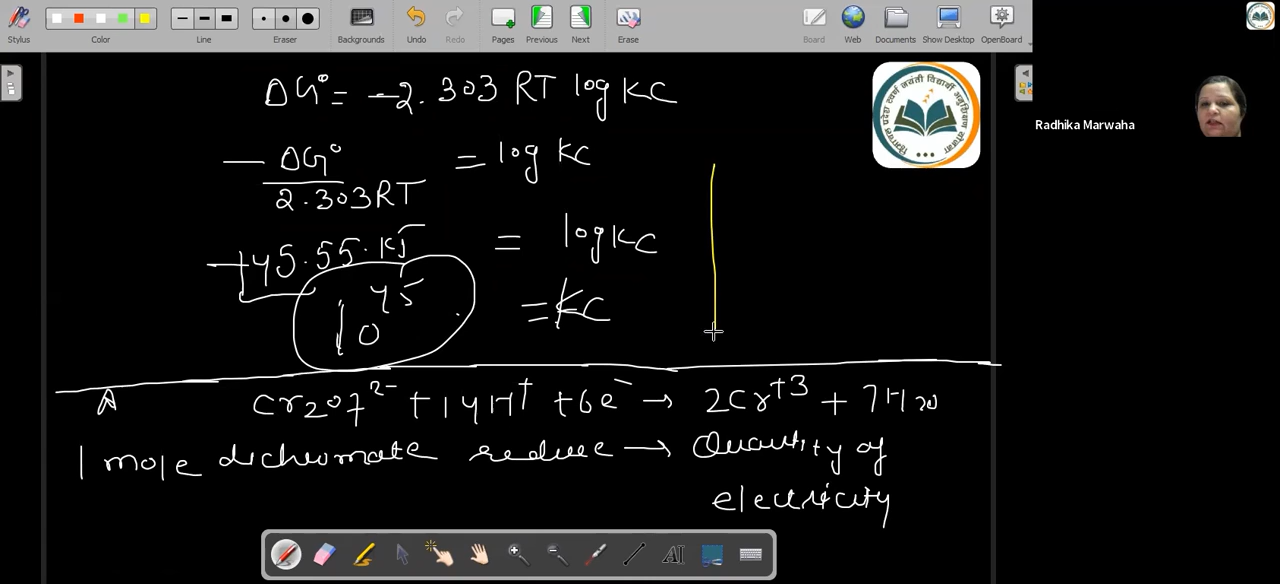 Stylus Color Line Eraser Backgrounds Undo Redo Pages Previous Next Erase Board Web Documents Show Desktop OpenBoard
ΔG° = -2.303 RT log KC
- ΔG° / 2.303RT = log KC
+45.55 KJ = log KC
10^45 = KC
Radhika Marwaha
A Cr2O7^2- + 14H^+ + 6e^- → 2Cr^+3 + 7H2O
1 mole dichromate reduce → Quantity of
electricity
AI